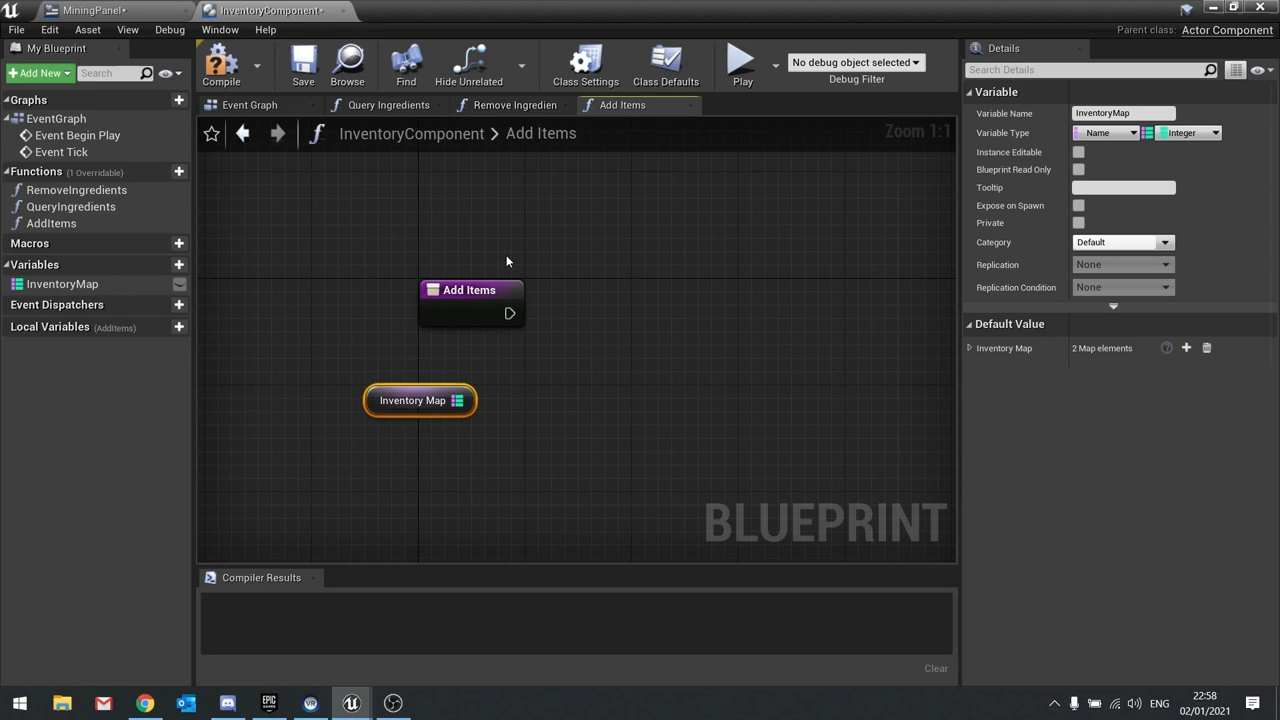 MiningPanel*
InventoryComponent*
File Edit Asset View Debug Window Help
Parent class: Actor Component
My Blueprint
Add New
Search
Graphs
EventGraph
Event Begin Play
Event Tick
Functions (1 Overridable)
RemoveIngredients
QueryIngredients
AddItems
Macros
Variables
InventoryMap
Event Dispatchers
Local Variables (AddItems)
Compile
Save
Browse
Find
Hide Unrelated
Class Settings
Class Defaults
Play
No debug object selected
Debug Filter
Event Graph
Query Ingredients
Remove Ingredien
Add Items
InventoryComponent > Add Items
Zoom 1:1
Add Items
Inventory Map
BLUEPRINT
Compiler Results
Clear
Details
Search Details
Variable
Variable Name InventoryMap
Variable Type Name Integer
Instance Editable
Blueprint Read Only
Tooltip
Expose on Spawn
Private
Category Default
Replication None
Replication Condition None
Default Value
Inventory Map 2 Map elements
ENG
22:58
02/01/2021